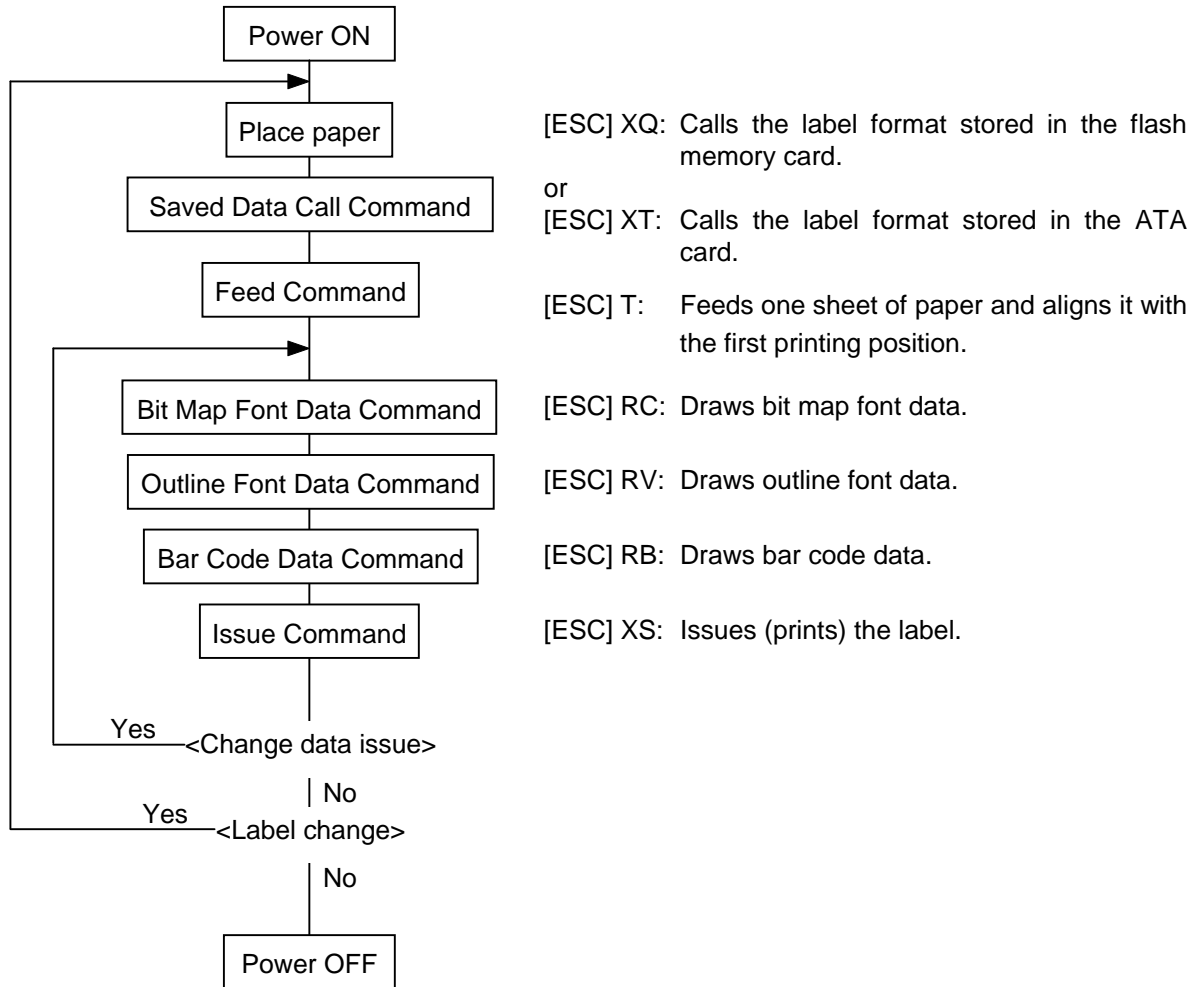 Power ON
Place paper
[ESC] XQ: Calls the label format stored in the flash
memory card.
Saved Data Call Command
or
[ESC] XT: Calls the label format stored in the ATA
card.
Feed Command
[ESC] T: Feeds one sheet of paper and aligns it with
the first printing position.
Bit Map Font Data Command
[ESC] RC: Draws bit map font data.
Outline Font Data Command
[ESC] RV: Draws outline font data.
Bar Code Data Command
[ESC] RB: Draws bar code data.
Issue Command
[ESC] XS: Issues (prints) the label.
Yes
<Change data issue>
No
Yes
<Label change>
No
Power OFF